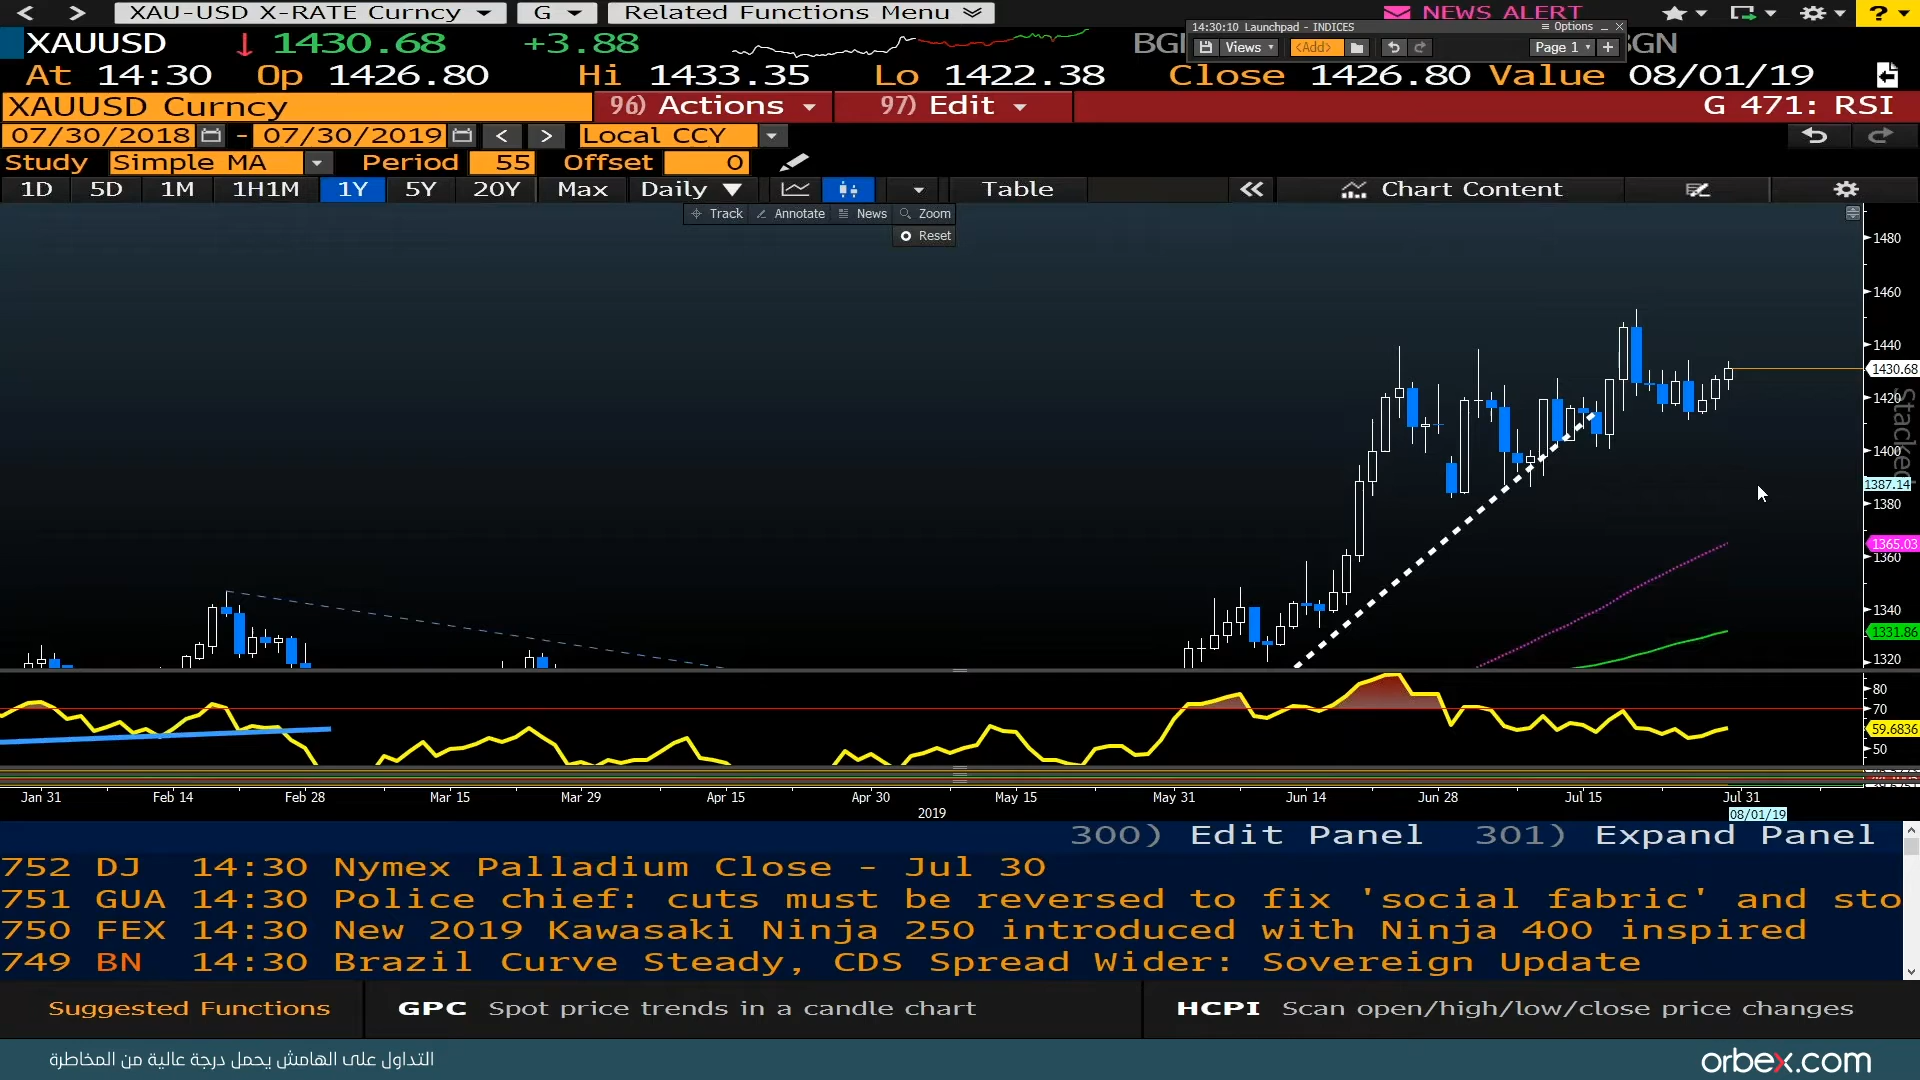 XAU-USD X-RATE Curncy G Related Functions Menu NEWS ALERT ?
14:30:10 Launchpad - INDICES Options
XAUUSD 1430.68 +3.88
Views <Add> Page 1 +
At 14:30 Op 1426.80 Hi 1433.35 Lo 1422.38 Close 1426.80 Value 08/01/19
XAUUSD Curncy 96) Actions 97) Edit G 471: RSI
07/30/2018 - 07/30/2019 < > Local CCY
Study Simple MA Period 55 Offset 0
1D 5D 1M 1H1M 1Y 5Y 20Y Max Daily Table Chart Content
Track Annotate News Zoom
Reset
1480
1460
1440
1430.68
1420
1400
1387.14
1380
1365.03
1360
1340
1331.86
1320
Stacked
80
70
59.6836
50
Jan 31 Feb 14 Feb 28 Mar 15 Mar 29 Apr 15 Apr 30 May 15 May 31 Jun 14 Jun 28 Jul 15 Jul 31
2019 08/01/19
300) Edit Panel 301) Expand Panel
752 DJ 14:30 Nymex Palladium Close - Jul 30
751 GUA 14:30 Police chief: cuts must be reversed to fix 'social fabric' and sto
750 FEX 14:30 New 2019 Kawasaki Ninja 250 introduced with Ninja 400 inspired
749 BN 14:30 Brazil Curve Steady, CDS Spread Wider: Sovereign Update
Suggested Functions GPC Spot price trends in a candle chart HCPI Scan open/high/low/close price changes
التداول على الهامش يحمل درجة عالية من المخاطرة
orbex.com